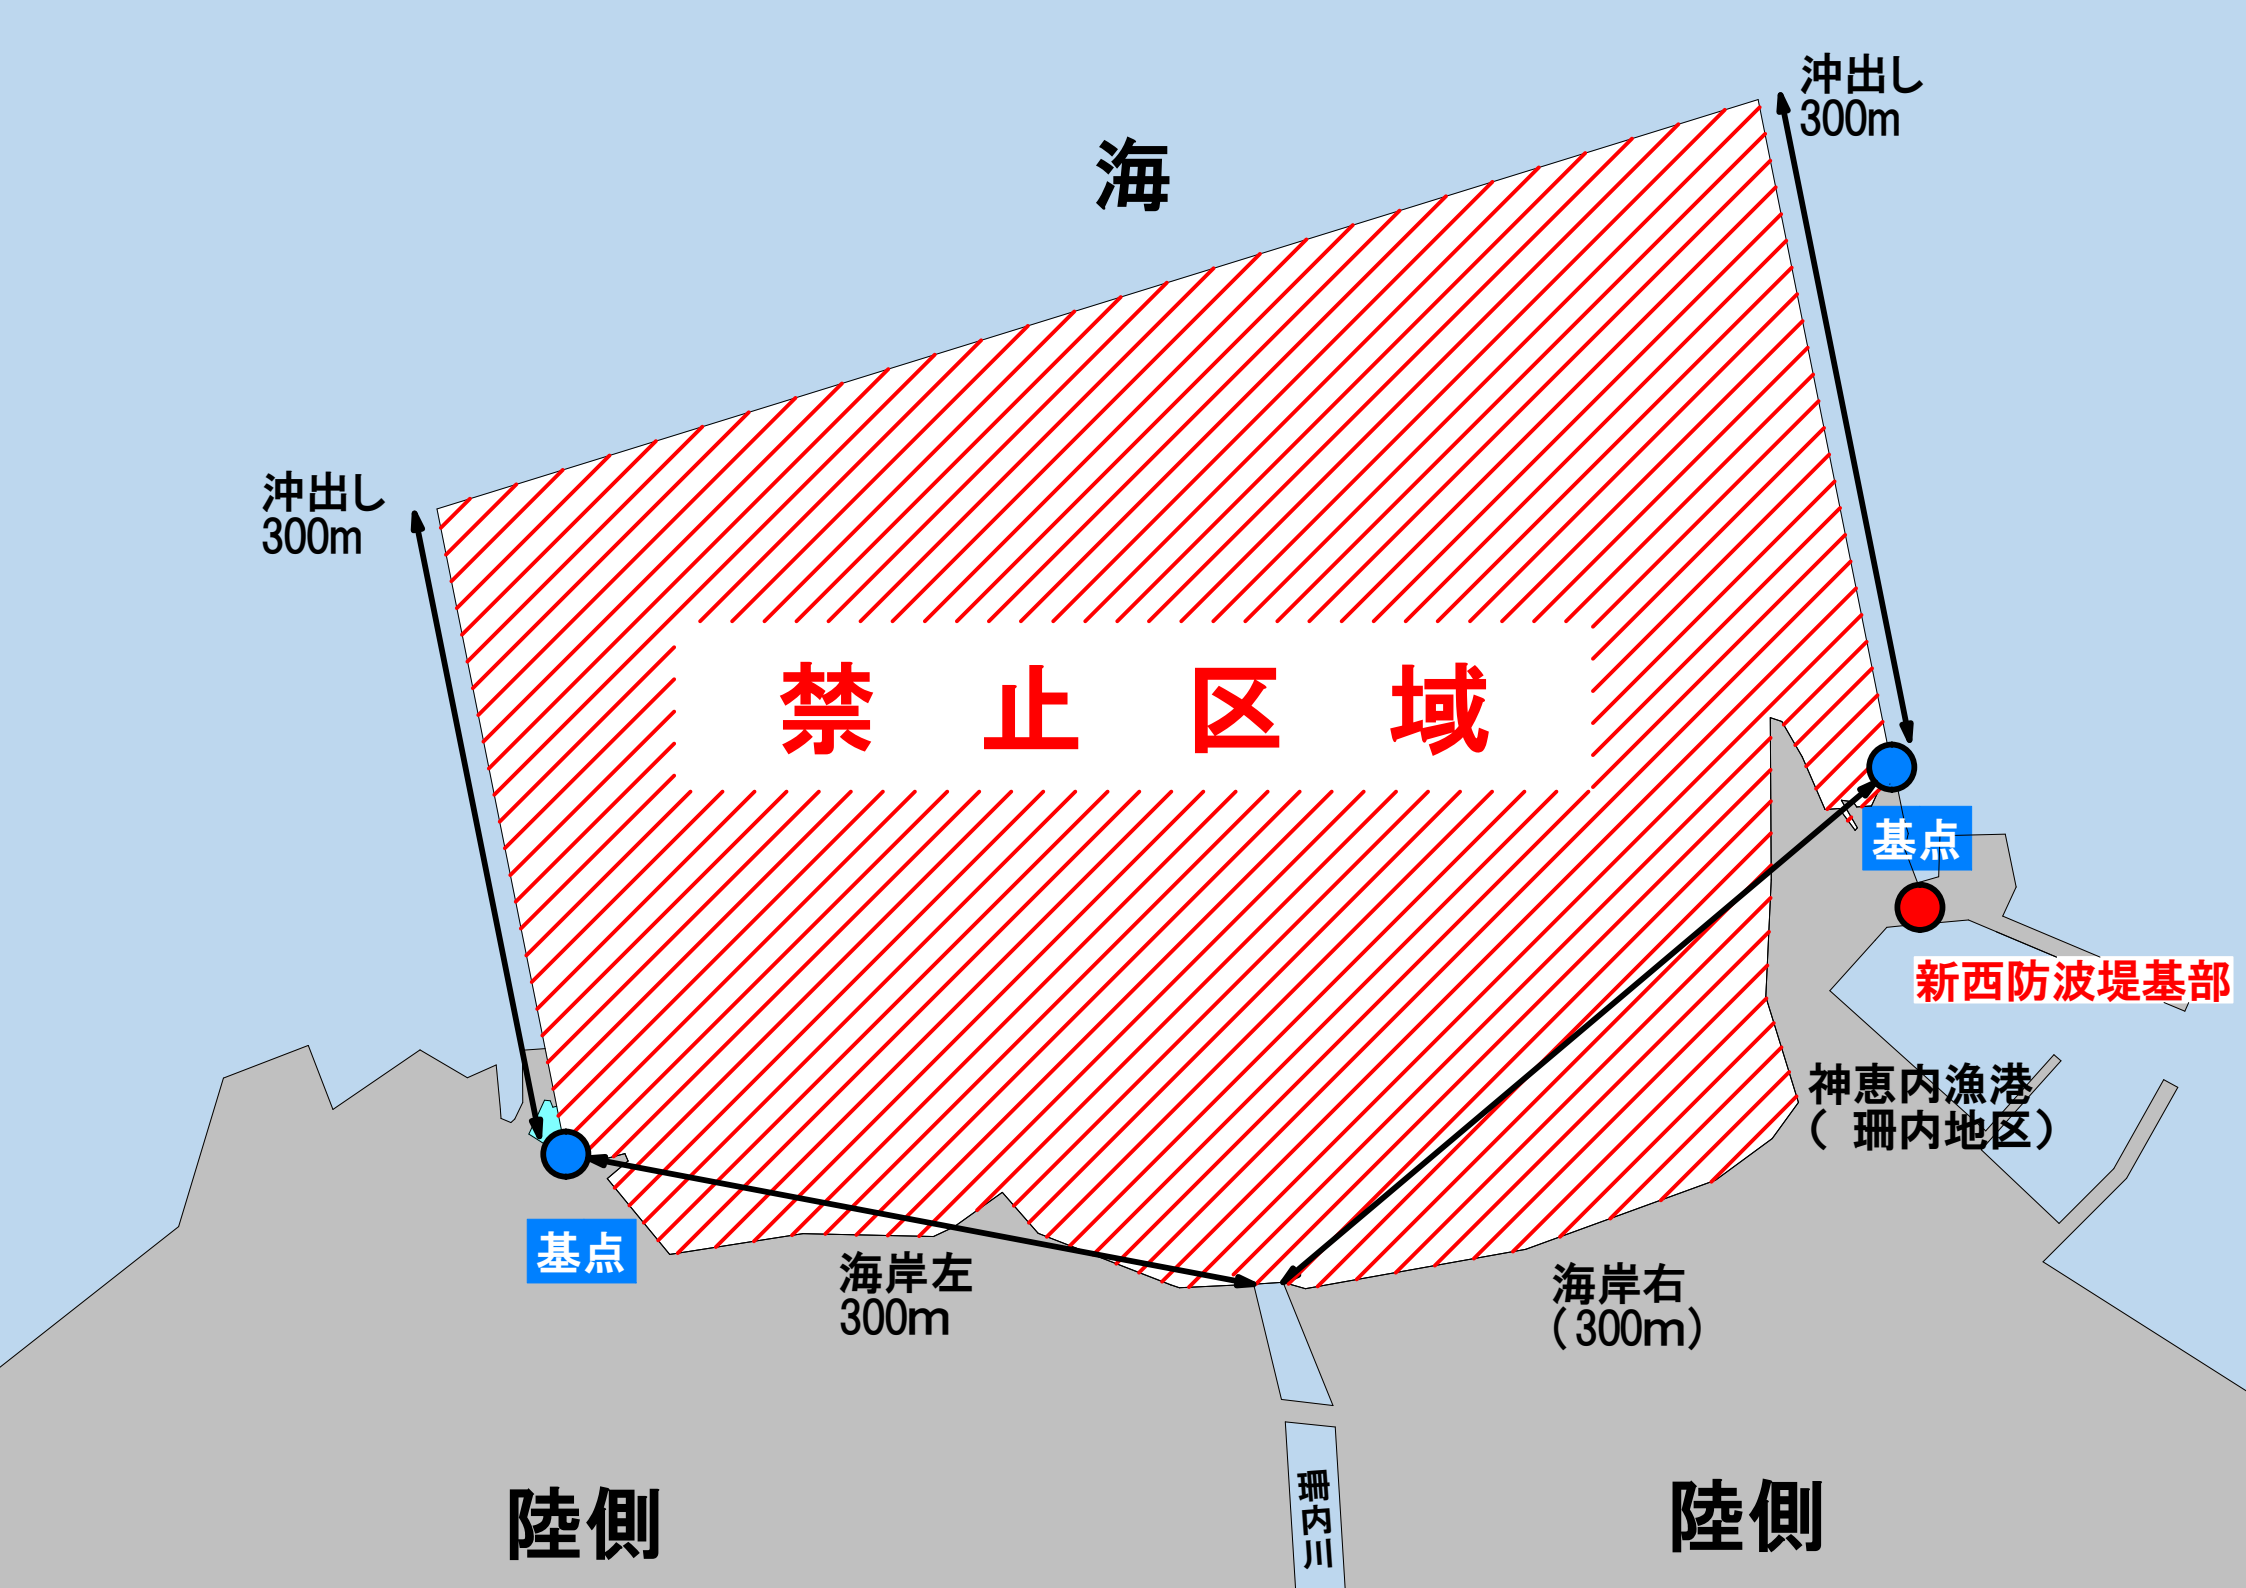 沖出し
300m
海
沖出し
300m
禁止区域
基点
新西防波堤基部
神恵内漁港
（珊内地区）
基点
海岸左
300m
海岸右
（300m）
珊内川
陸側
陸側